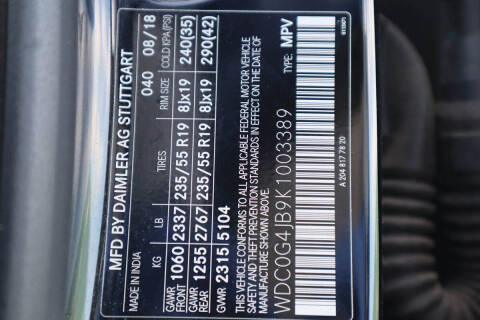 MFD BY DAIMLER AG STUTTGART
MADE IN INDIA 040 08/18
KG LB TIRES RIM SIZE COLD KPA (PSI)
GAWR FRONT 1060 2337 235/55 R19 8Jx19 240(35)
GAWR REAR 1255 2767 235/55 R19 8Jx19 290(42)
GVWR 2315 5104
THIS VEHICLE CONFORMS TO ALL APPLICABLE FEDERAL MOTOR VEHICLE
SAFETY AND THEFT PREVENTION STANDARDS IN EFFECT ON THE DATE OF
MANUFACTURE SHOWN ABOVE.
TYPE: MPV
WDC0G4JB9K1003389
A 204 817 78 20